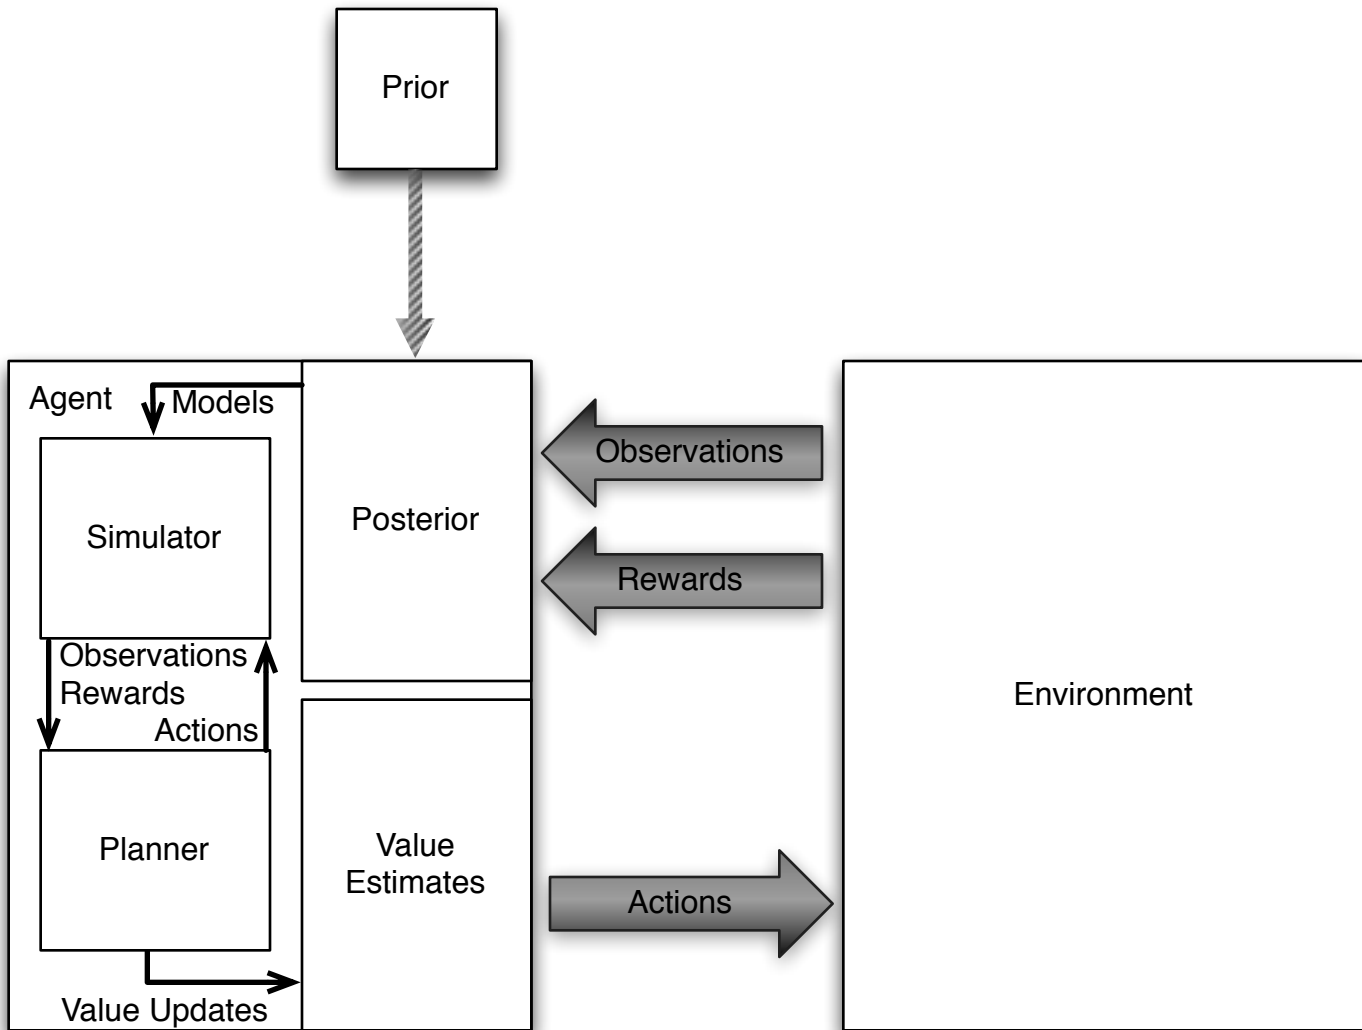 Prior
Agent
Models
Simulator
Posterior
Observations
Rewards
Observations
Rewards
Actions
Planner
Value
Estimates
Value Updates
Actions
Environment